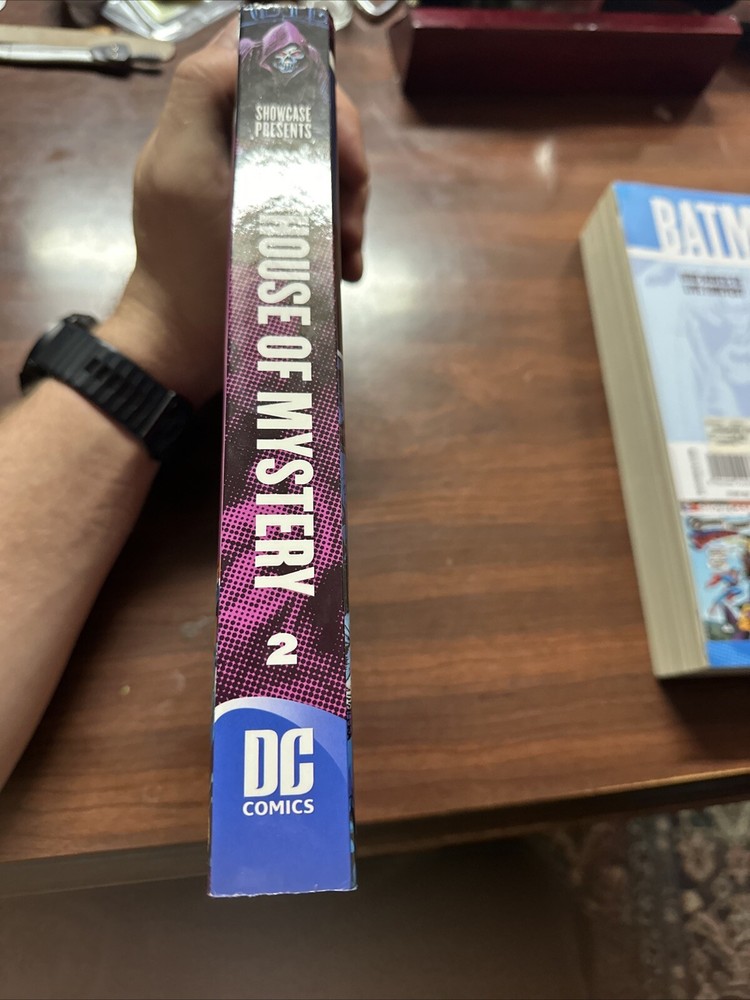 SHOWCASE
PRESENTS
HOUSE OF MYSTERY
2
DC
COMICS
BATM